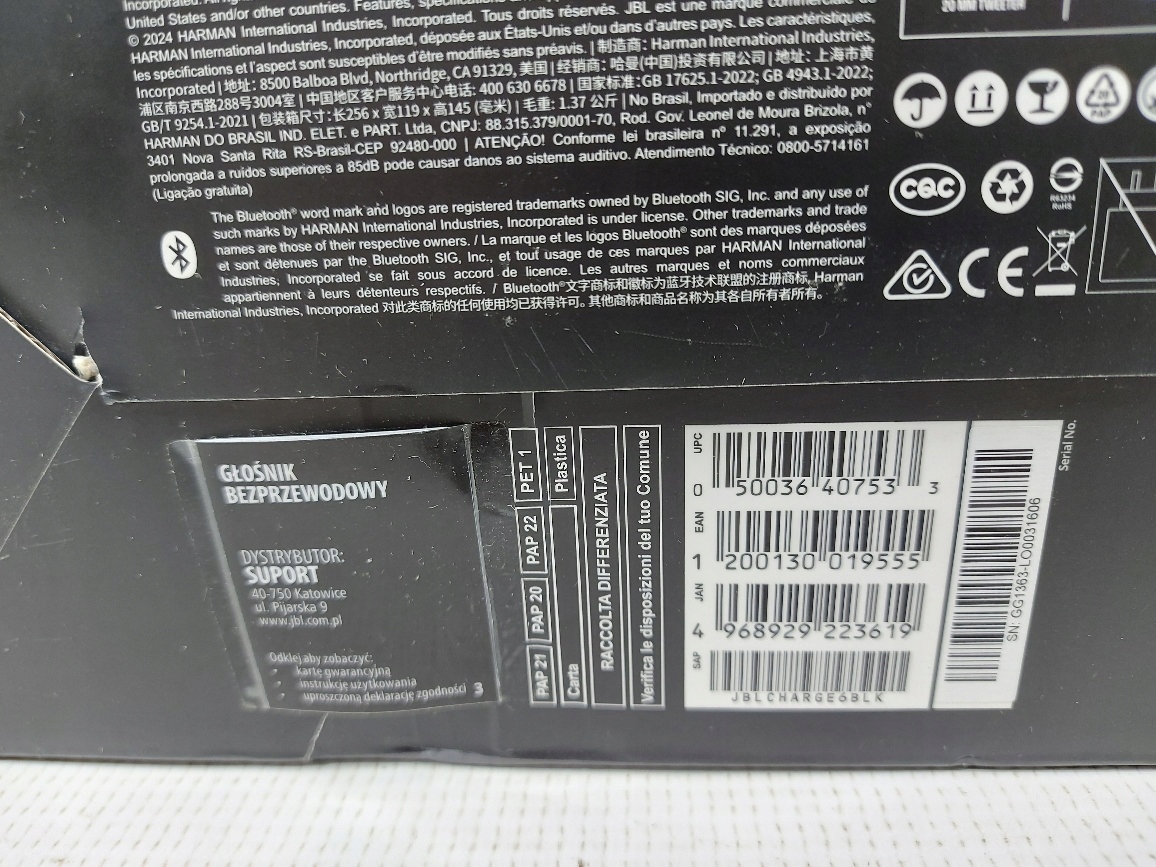 United States and/or other countries. Features,
© 2024 HARMAN International Industries, Incorporated. Tous droits réservés. JBL est une marque commerciale de
HARMAN International Industries, Incorporated, déposée aux États-Unis et/ou dans d'autres pays. Les caractéristiques,
les spécifications et l'aspect sont susceptibles d'être modifiés sans préavis. | 制造商: Harman International Industries,
Incorporated | 地址: 8500 Balboa Blvd, Northridge, CA 91329, 美国 | 经销商: 哈曼(中国)投资有限公司 | 地址: 上海市黄
浦区南京西路288号3004室 | 中国地区客户服务中心电话: 400 630 6678 | 国家标准:GB 17625.1-2022; GB 4943.1-2022;
GB/T 9254.1-2021 | 包装箱尺寸:长256 x 宽119 x 高145 (毫米) | 毛重: 1.37 公斤 | No Brasil, Importado e distribuido por
HARMAN DO BRASIL IND. ELET. e PART. Ltda, CNPJ: 88.315.379/0001-70, Rod. Gov. Leonel de Moura Brizola, n°
3401 Nova Santa Rita RS-Brasil-CEP 92480-000 | ATENÇÃO! Conforme lei brasileira n° 11.291, a exposição
prolongada a ruidos superiores a 85dB pode causar danos ao sistema auditivo. Atendimento Técnico: 0800-5714161
(Ligação gratuita)
The Bluetooth® word mark and logos are registered trademarks owned by Bluetooth SIG, Inc. and any use of
such marks by HARMAN International Industries, Incorporated is under license. Other trademarks and trade
names are those of their respective owners. / La marque et les logos Bluetooth® sont des marques déposées
et sont détenues par the Bluetooth SIG, Inc., et tout usage de ces marques par HARMAN International
Industries, Incorporated se fait sous accord de licence. Les autres marques et noms commerciaux
appartiennent à leurs détenteurs respectifs. / Bluetooth®文字商标和徽标为蓝牙技术联盟的注册商标, Harman
International Industries, Incorporated 对此类商标的任何使用均已获得许可。其他商标和商品名称为其各自所有者所有。
20 MM TWEETER
20
PAP
CQC
R63234
RoHS
CE
GŁOŚNIK
BEZPRZEWODOWY
DYSTRYBUTOR:
SUPORT
40-750 Katowice
ul. Pijarska 9
www.jbl.com.pl
Odklej aby zobaczyć:
• kartę gwarancyjną
• instrukcję użytkowania
• uproszczoną deklarację zgodności 3
PAP 21 PAP 20 PAP 22 PET 1
Carta Plastica
RACCOLTA DIFFERENZIATA
Verifica le disposizioni del tuo Comune
UPC
0 50036 40753 3
EAN
1 200130 019555
JAN
4 968929 223619
SAP
JBLCHARGE6BLK
SN: GG1363-LO0031606
Serial No.